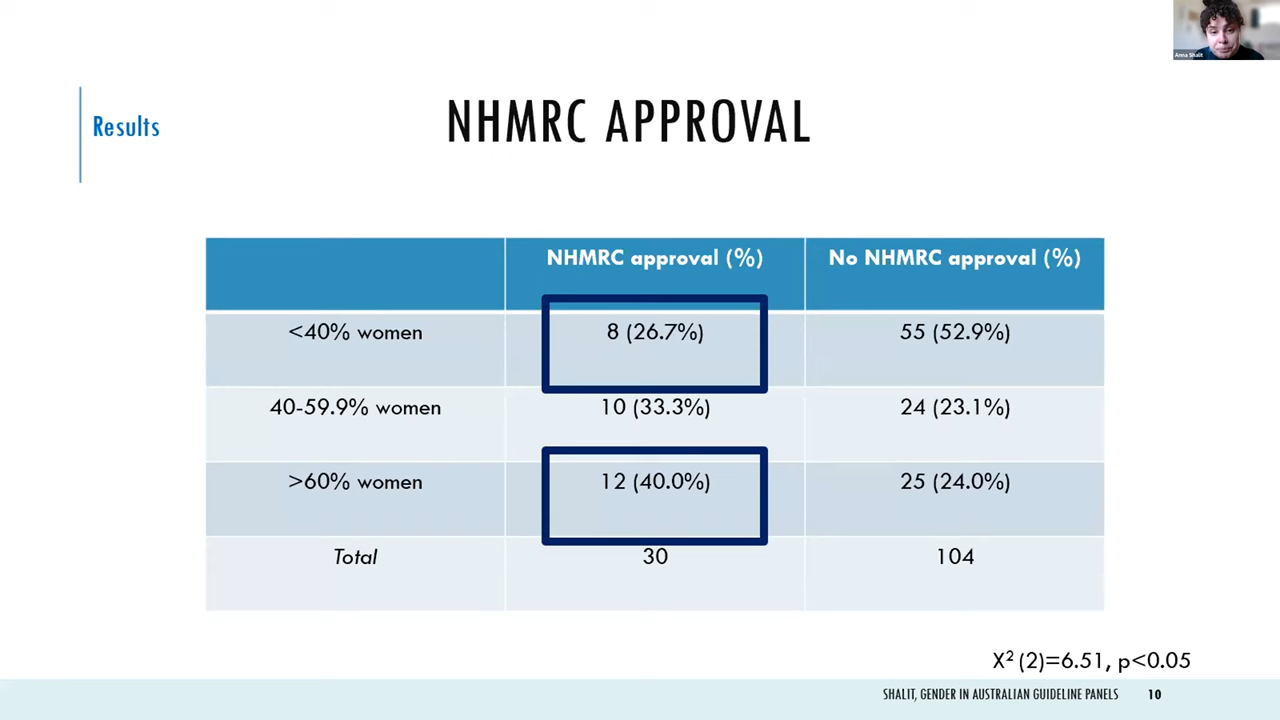 Anna Shalit
Results
NHMRC APPROVAL
NHMRC approval (%) No NHMRC approval (%)
<40% women 8 (26.7%) 55 (52.9%)
40-59.9% women 10 (33.3%) 24 (23.1%)
>60% women 12 (40.0%) 25 (24.0%)
Total 30 104
X² (2)=6.51, p<0.05
SHALIT, GENDER IN AUSTRALIAN GUIDELINE PANELS 10